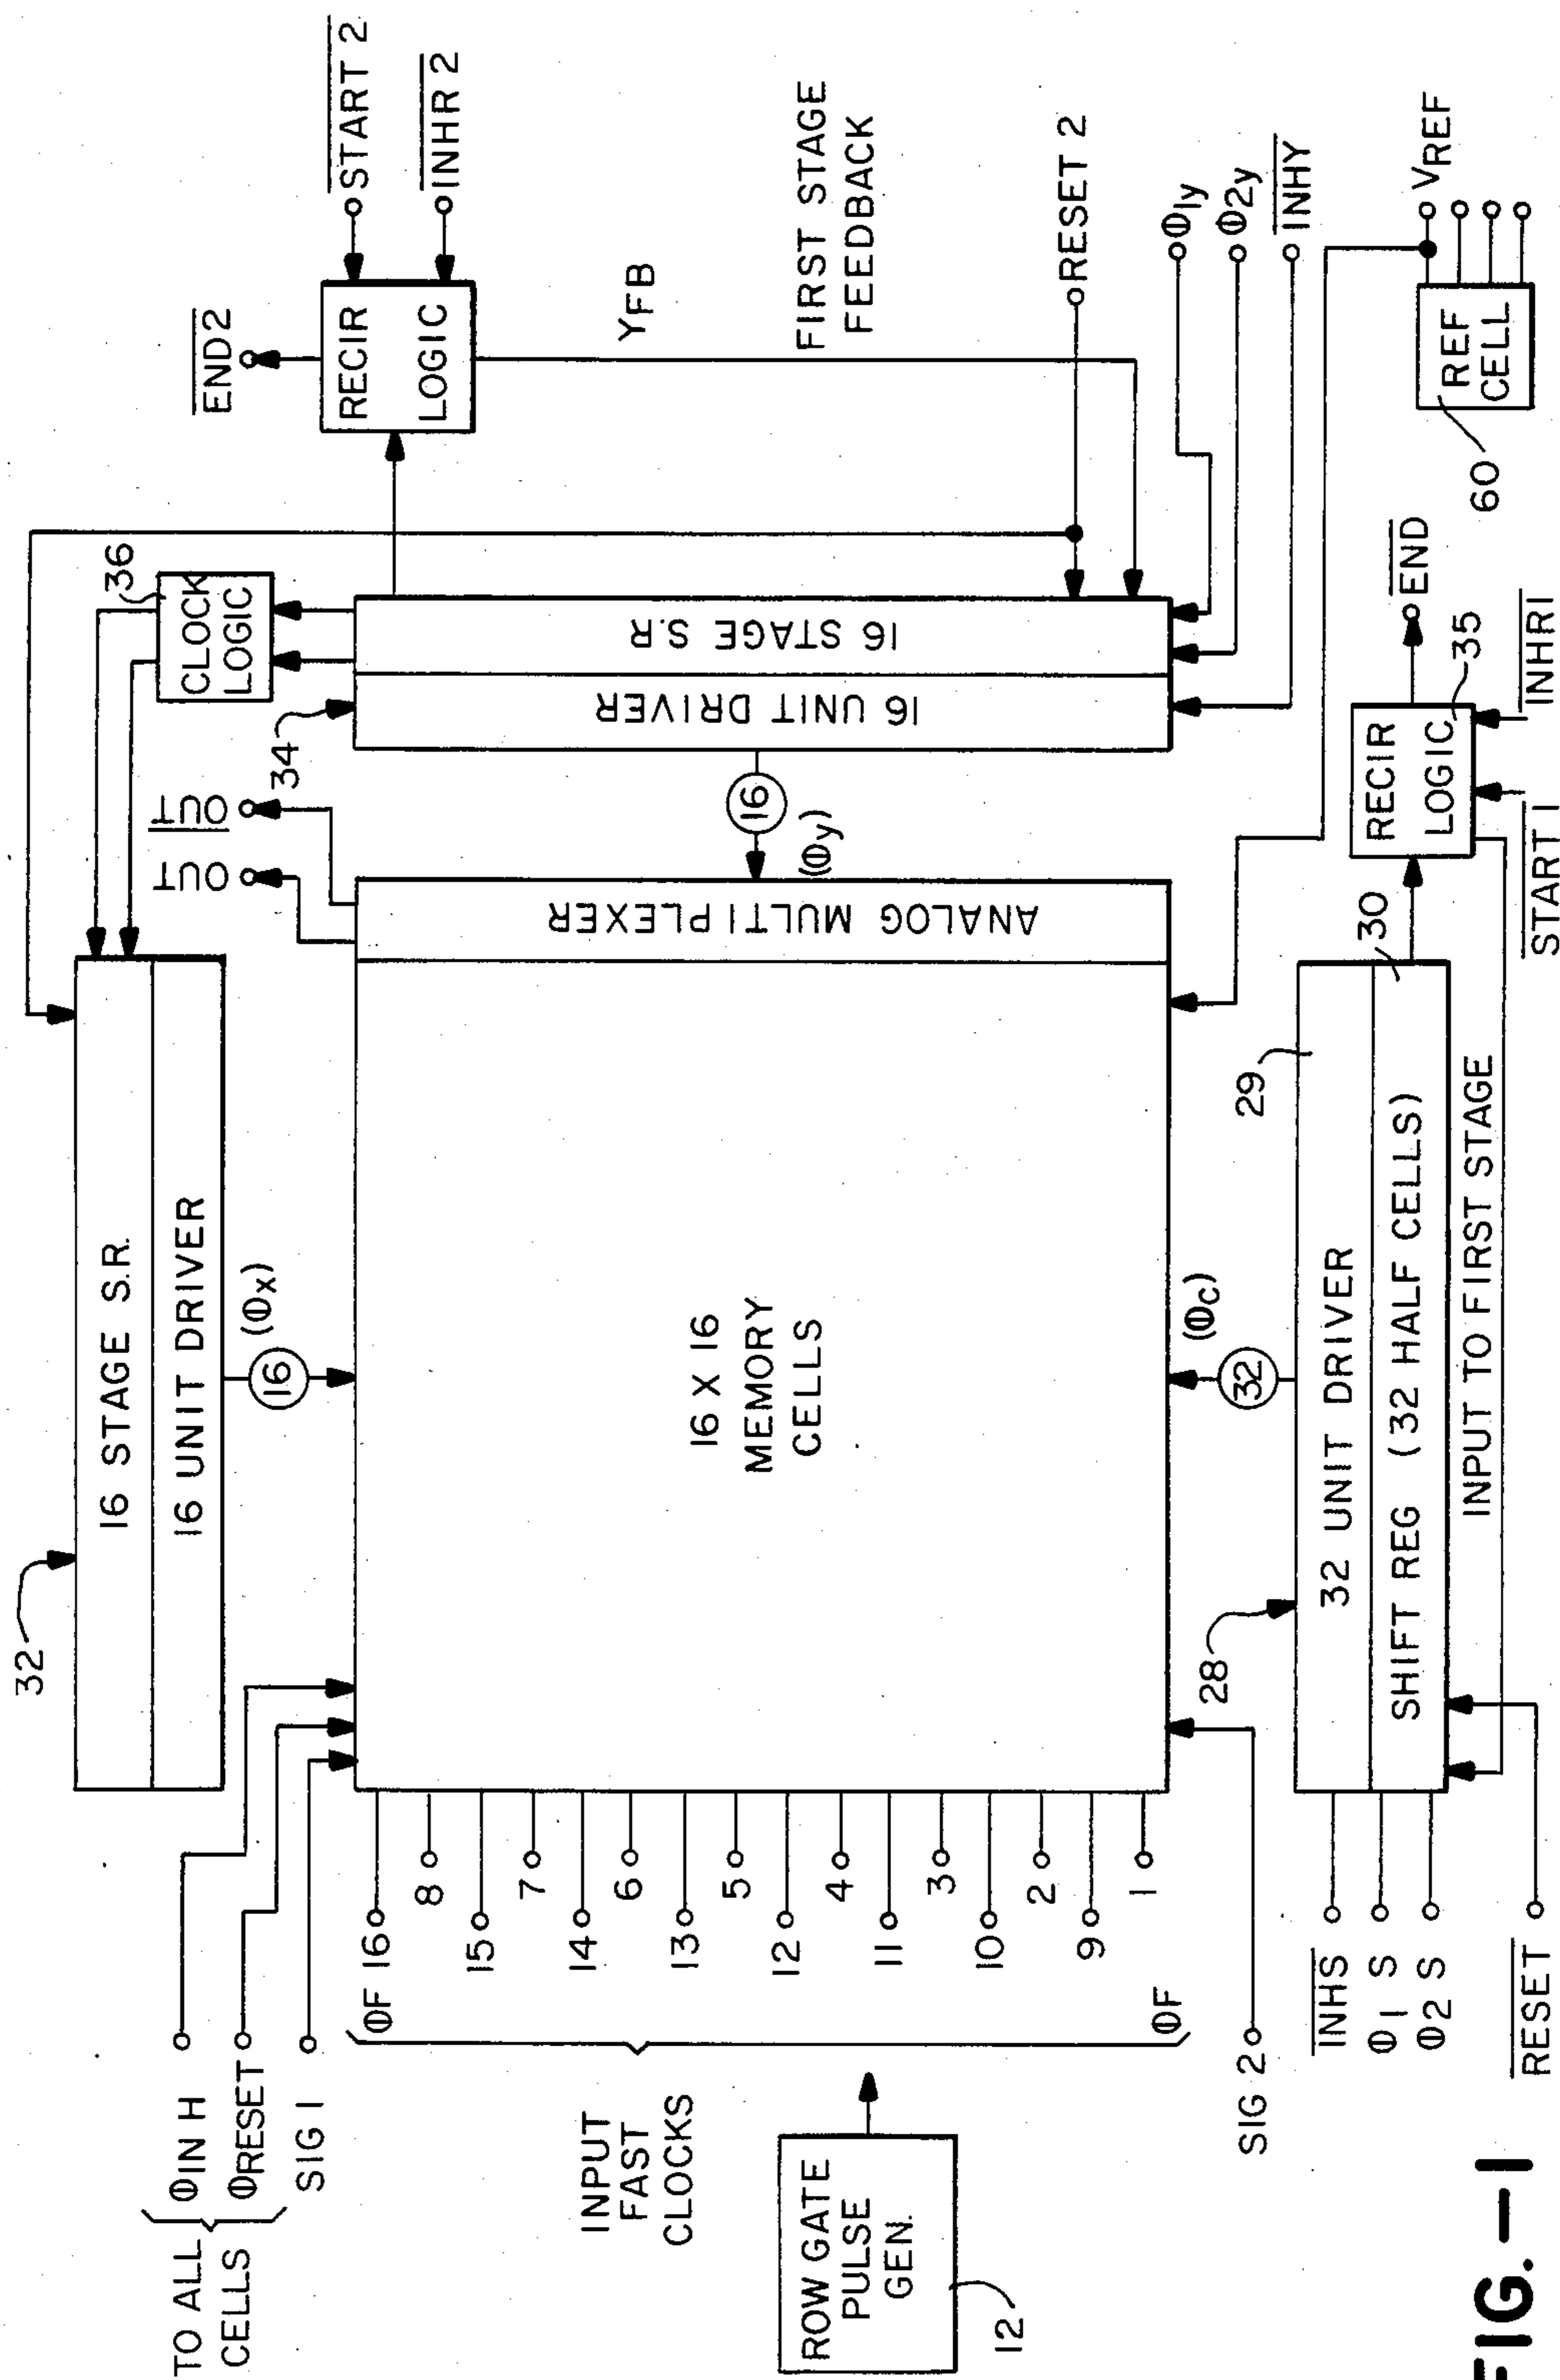 32
16 STAGE S.R.
16 UNIT DRIVER
16
(Φx)
36
CLOCK
LOGIC
OUT
OUT
34
END2
START 2
INHR 2
RECIR
LOGIC
YFB
FIRST STAGE
FEEDBACK
RESET 2
Φ1y
Φ2y
INHY
16 STAGE S.R
16 UNIT DRIVER
16
(Φy)
ANALOG MULTIPLEXER
16 X 16
MEMORY
CELLS
TO ALL
CELLS
ΦIN H
ΦRESET
SIG 1
INPUT
FAST
CLOCKS
ΦF 16
8
15
7
14
6
13
5
12
4
11
3
10
2
9
1
ΦF
ROW GATE
PULSE
GEN.
12
SIG 2
32
(Φc)
28
29
32 UNIT DRIVER
SHIFT REG (32 HALF CELLS)
30
INPUT TO FIRST STAGE
INHS
Φ1 S
Φ2 S
RESET
RECIR
LOGIC
35
END
START 1
INHR1
VREF
REF
CELL
60
FIG.-1